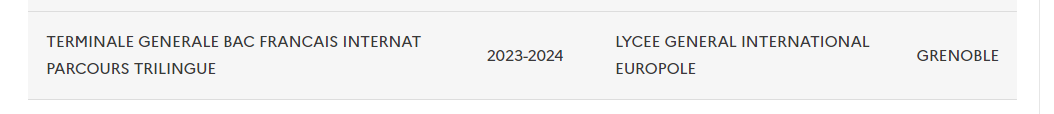 TERMINALE GENERALE BAC FRANCAIS INTERNAT
PARCOURS TRILINGUE
2023-2024
LYCEE GENERAL INTERNATIONAL
EUROPOLE
GRENOBLE